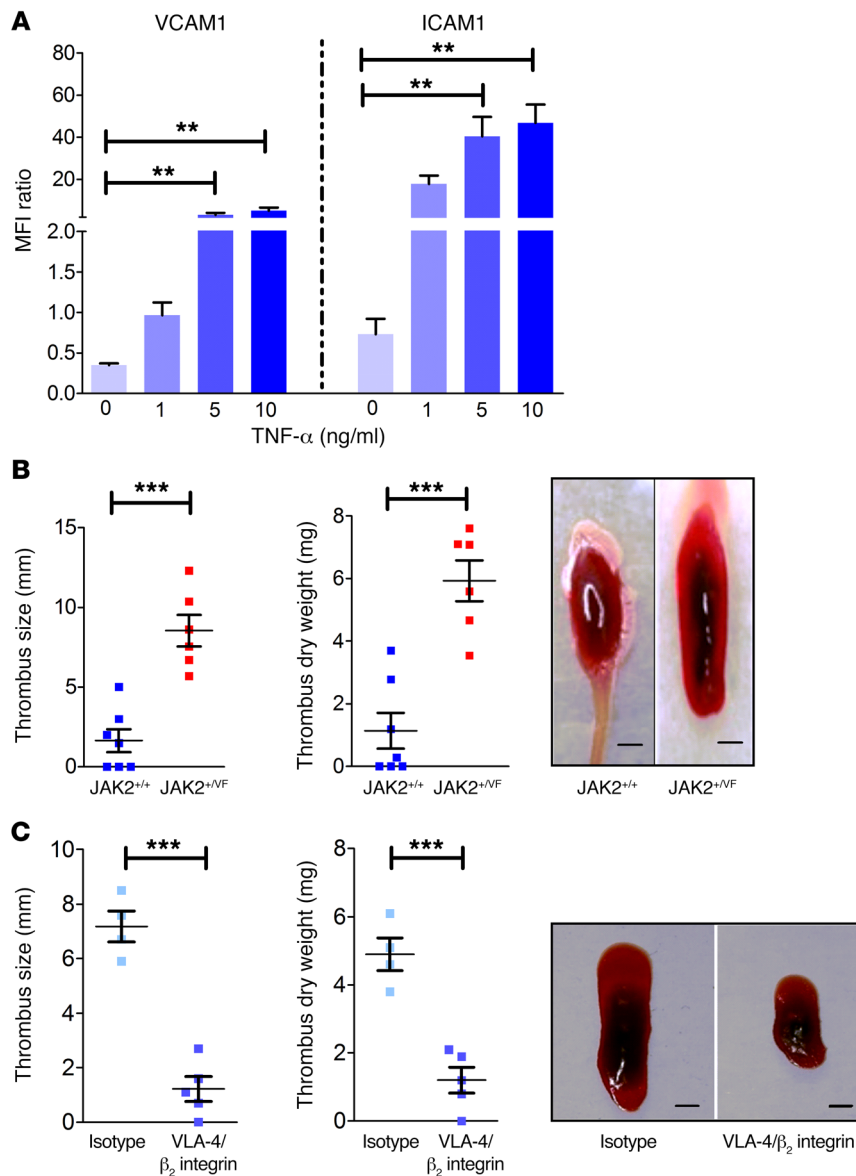 A
VCAM1 ICAM1
MFI ratio
80
60
40
20
2.0
1.5
1.0
0.5
0.0
** ** ** **
0 1 5 10 0 1 5 10
TNF-α (ng/ml)
B
Thrombus size (mm)
15
10
5
0
***
JAK2+/+ JAK2+/VF
Thrombus dry weight (mg)
8
6
4
2
0
***
JAK2+/+ JAK2+/VF
JAK2+/+ JAK2+/VF
C
Thrombus size (mm)
10
8
6
4
2
0
***
Isotype VLA-4/
β2 integrin
Thrombus dry weight (mg)
8
6
4
2
0
***
Isotype VLA-4/
β2 integrin
Isotype VLA-4/β2 integrin